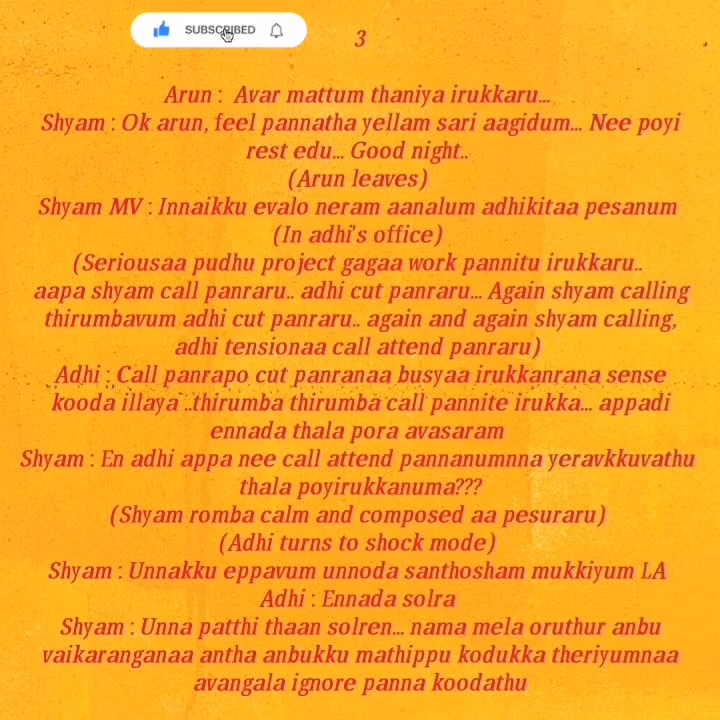 SUBSCRIBED
3
Arun : Avar mattum thaniya irukkaru...
Shyam : Ok arun, feel pannatha yellam sari aagidum... Nee poyi
rest edu... Good night..
(Arun leaves)
Shyam MV : Innaikku evalo neram aanalum adhikitaa pesanum
(In adhi's office)
(Seriousaa pudhu project gagaa work pannitu irukkaru..
aapa shyam call panraru.. adhi cut panraru... Again shyam calling
thirumbavum adhi cut panraru.. again and again shyam calling,
adhi tensionaa call attend panraru)
Adhi : Call panrapo cut panranaa busyaa irukkanrana sense
kooda illaya ..thirumba thirumba call pannite irukka... appadi
ennada thala pora avasaram
Shyam : En adhi appa nee call attend pannanumnna yeravkkuvathu
thala poyirukkanuma???
(Shyam romba calm and composed aa pesuraru)
(Adhi turns to shock mode)
Shyam : Unnakku eppavum unnoda santhosham mukkiyum LA
Adhi : Ennada solra
Shyam : Unna patthi thaan solren... nama mela oruthur anbu
vaikaranganaa antha anbukku mathippu kodukka theriyumnaa
avangala ignore panna koodathu